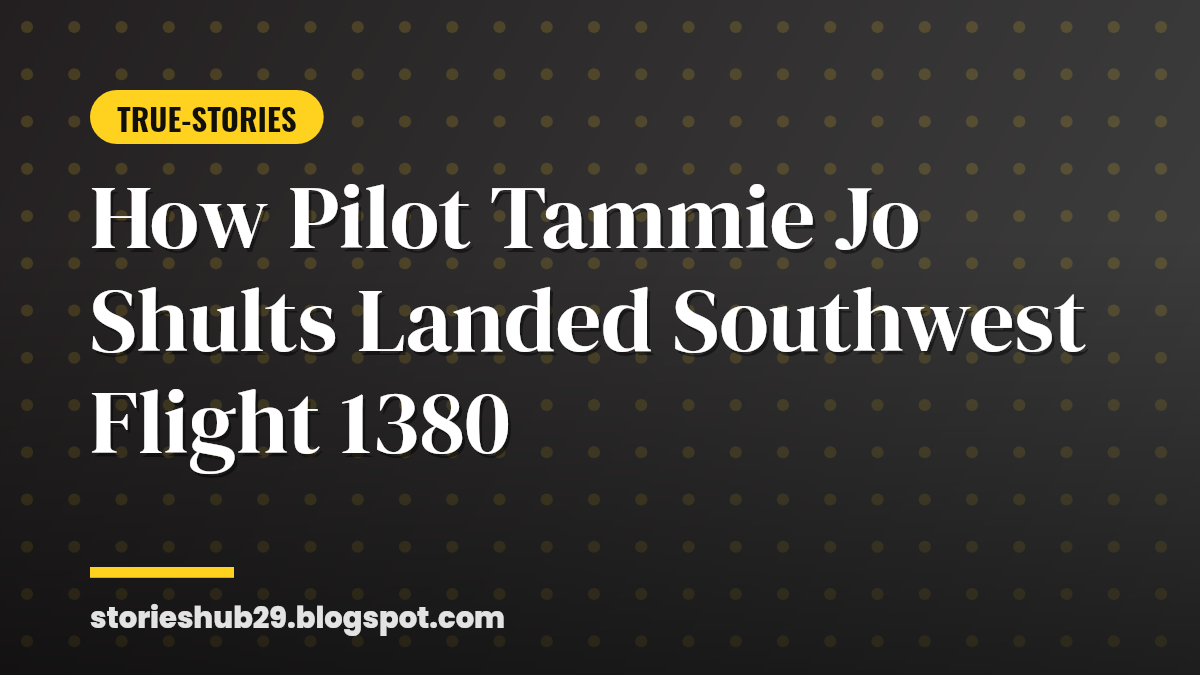 TRUE-STORIES
How Pilot Tammie Jo
Shults Landed Southwest
Flight 1380
storieshub29.blogspot.com